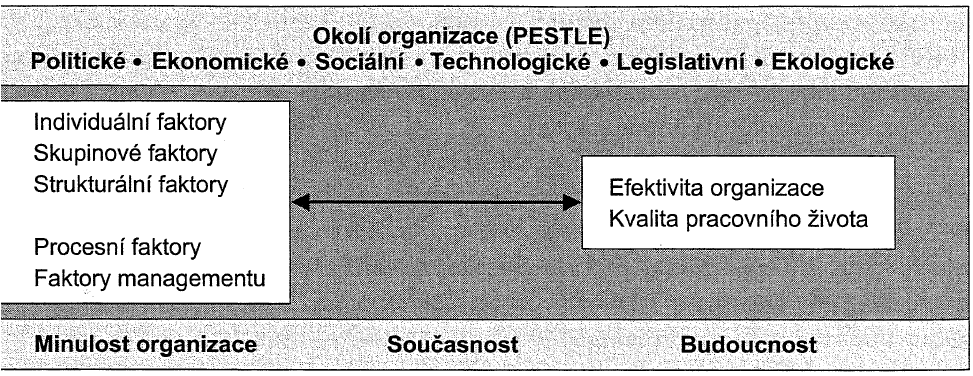 Okolí organizace (PESTLE)
Politické • Ekonomické • Sociální • Technologické • Legislativní • Ekologické
Individuální faktory
Skupinové faktory
Strukturální faktory
Procesní faktory
Faktory managementu
Efektivita organizace
Kvalita pracovního života
Minulost organizace Současnost Budoucnost